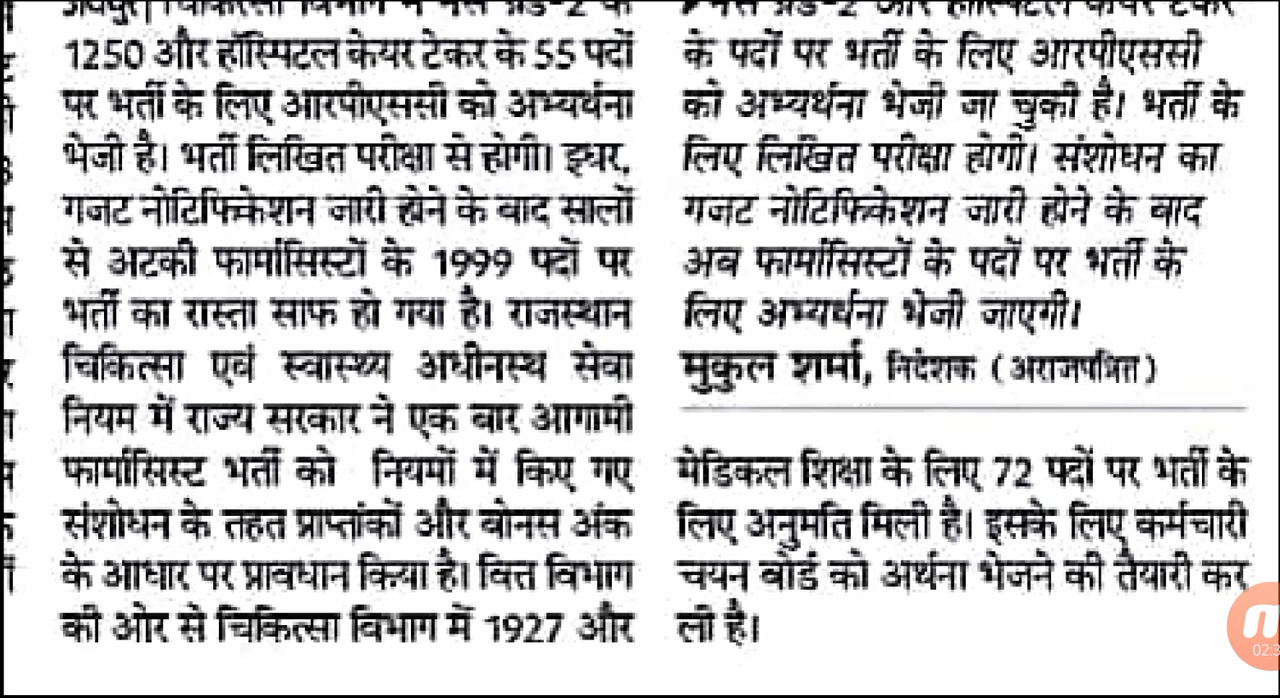 1250 और हॉस्पिटल केयर टेकर के 55 पदों
पर भर्ती के लिए आरपीएससी को अभ्यर्थना
भेजी है। भर्ती लिखित परीक्षा से होगी। इधर,
गजट नोटिफिकेशन जारी होने के बाद सालों
से अटकी फार्मासिस्टों के 1999 पदों पर
भर्ती का रास्ता साफ हो गया है। राजस्थान
चिकित्सा एवं स्वास्थ्य अधीनस्थ सेवा
नियम में राज्य सरकार ने एक बार आगामी
फार्मासिस्ट भर्ती को नियमों में किए गए
संशोधन के तहत प्राप्तांकों और बोनस अंक
के आधार पर प्रावधान किया है। वित्त विभाग
की ओर से चिकित्सा विभाग में 1927 और
के पदों पर भर्ती के लिए आरपीएससी
को अभ्यर्थना भेजी जा चुकी है। भर्ती के
लिए लिखित परीक्षा होगी। संशोधन का
गजट नोटिफिकेशन जारी होने के बाद
अब फार्मासिस्टों के पदों पर भर्ती के
लिए अभ्यर्थना भेजी जाएगी।
मुकुल शर्मा, निदेशक (अराजपत्रित)
मेडिकल शिक्षा के लिए 72 पदों पर भर्ती के
लिए अनुमति मिली है। इसके लिए कर्मचारी
चयन बोर्ड को अर्थना भेजने की तैयारी कर
ली है।